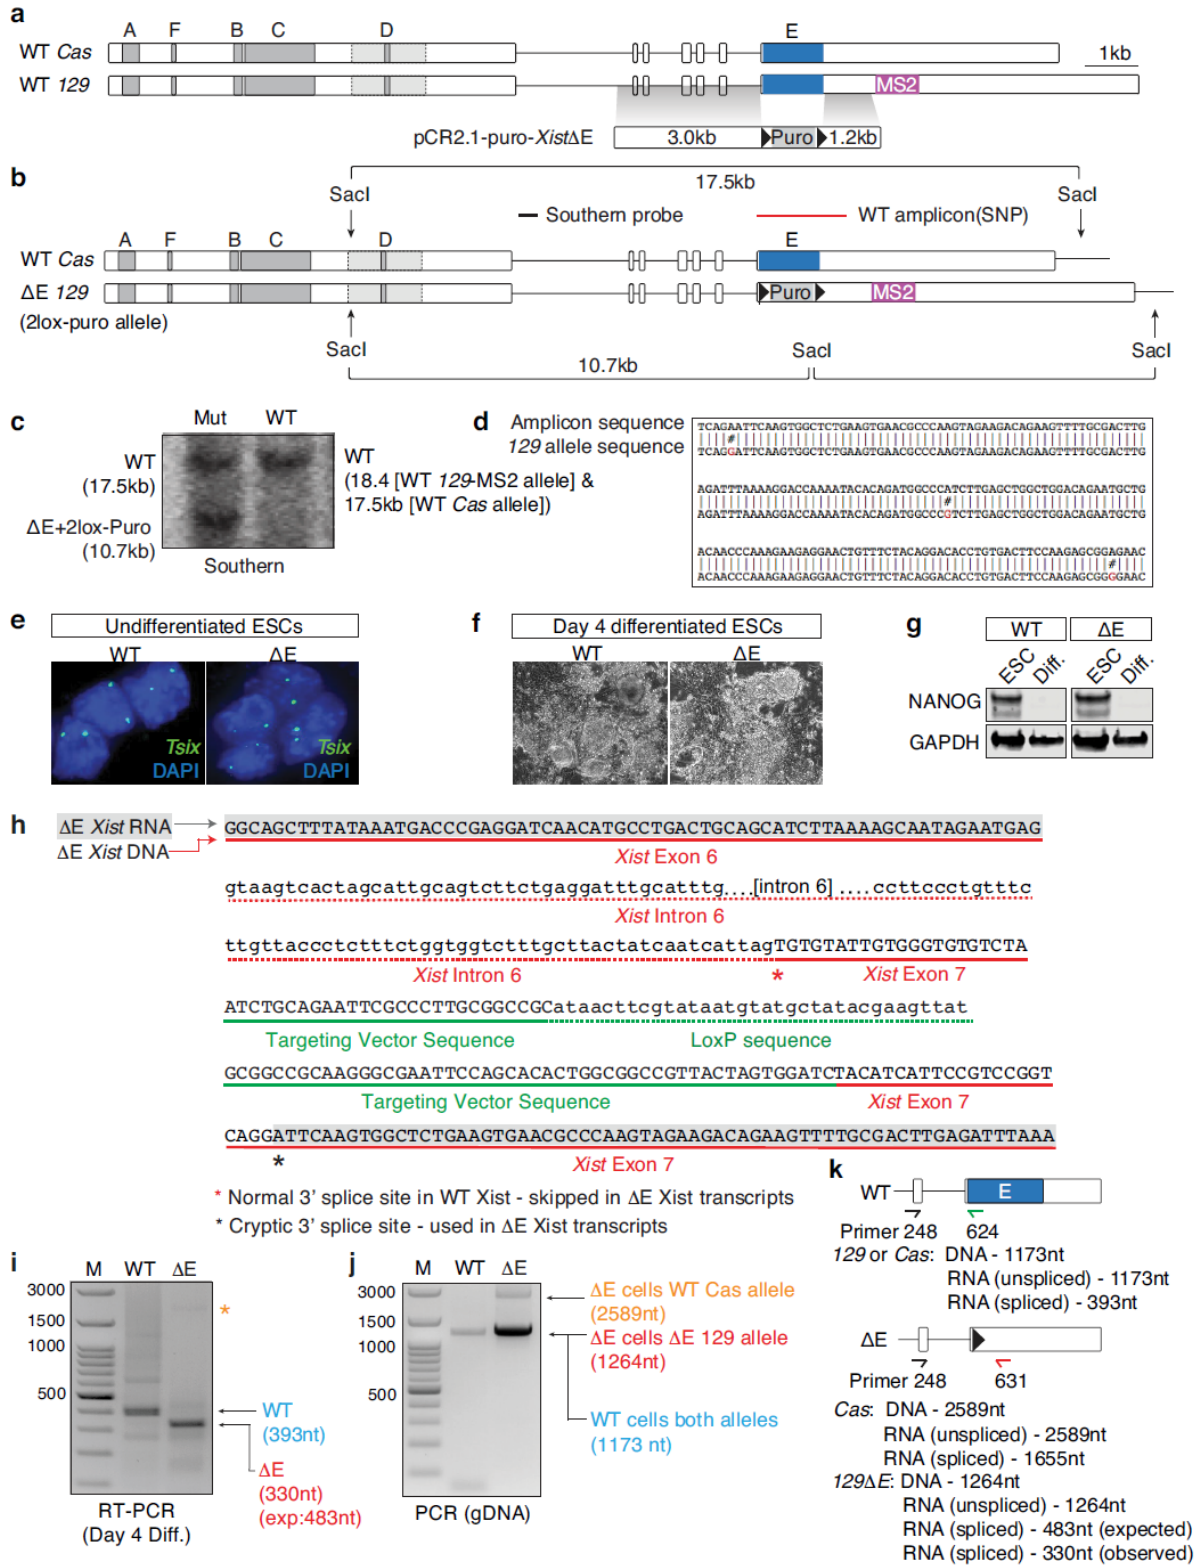 a
A F B C D E
WT Cas
WT 129
1kb
MS2
pCR2.1-puro-XistΔE
3.0kb
Puro
1.2kb
b
17.5kb
SacI
SacI
Southern probe
WT amplicon(SNP)
A F B C D E
WT Cas
ΔE 129
Puro
MS2
(2lox-puro allele)
SacI
SacI
SacI
10.7kb
c
Mut WT
WT
(17.5kb)
ΔE+2lox-Puro
(10.7kb)
WT
(18.4 [WT 129-MS2 allele] &
17.5kb [WT Cas allele])
Southern
d
Amplicon sequence
129 allele sequence
TCAGAATTCAAGTGGCTCTGAAGTGAACGCCCAAGTAGAAGACAGAAGTTTTGCGACTTG
#
TCAGGATTCAAGTGGCTCTGAAGTGAACGCCCAAGTAGAAGACAGAAGTTTTGCGACTTG
AGATTTAAAAGGACCAAAATACACAGATGGCCCATCTTGAGCTGGCTGGACAGAATGCTG
#
AGATTTAAAAGGACCAAAATACACAGATGGCCCGTCTTGAGCTGGCTGGACAGAATGCTG
ACAACCCAAAGAAGAGGAACTGTTTCTACAGGACACCTGTGACTTCCAAGAGCGGAGAAC
#
ACAACCCAAAGAAGAGGAACTGTTTCTACAGGACACCTGTGACTTCCAAGAGCGGGGAAC
e
Undifferentiated ESCs
WT ΔE
Tsix
DAPI
Tsix
DAPI
f
Day 4 differentiated ESCs
WT ΔE
g
WT ΔE
ESC Diff. ESC Diff.
NANOG
GAPDH
h
ΔE Xist RNA
ΔE Xist DNA
GGCAGCTTTATAAATGACCCGAGGATCAACATGCCTGACTGCAGCATCTTAAAAGCAATAGAATGAG
Xist Exon 6
gtaagtcactagcattgcagtcttctgaggatttgcatttg....[intron 6] ....ccttccctgtttc
Xist Intron 6
ttgttaccctctttctggtggtctttgcttactatcaatcattagTGTGTATTGTGGGTGTGTCTA
Xist Intron 6
*
Xist Exon 7
ATCTGCAGAATTCGCCCTTGCGGCCGCataacttcgtataatgtatgctatacgaagttat
Targeting Vector Sequence
LoxP sequence
GCGGCCGCAAGGGCGAATTCCAGCACACTGGCGGCCGTTACTAGTGGATCTACATCATTCCGTCCGGT
Targeting Vector Sequence
Xist Exon 7
CAGGATTCAAGTGGCTCTGAAGTGAACGCCCAAGTAGAAGACAGAAGTTTTGCGACTTGAGATTTAAA
*
Xist Exon 7
* Normal 3' splice site in WT Xist - skipped in ΔE Xist transcripts
* Cryptic 3' splice site - used in ΔE Xist transcripts
i
M WT ΔE
3000
1500
1000
500
*
WT
(393nt)
ΔE
(330nt)
(exp:483nt)
RT-PCR
(Day 4 Diff.)
j
M WT ΔE
3000
1500
1000
500
ΔE cells WT Cas allele
(2589nt)
ΔE cells ΔE 129 allele
(1264nt)
WT cells both alleles
(1173 nt)
PCR (gDNA)
k
WT
E
Primer 248
624
129 or Cas: DNA - 1173nt
RNA (unspliced) - 1173nt
RNA (spliced) - 393nt
ΔE
Primer 248
631
Cas: DNA - 2589nt
RNA (unspliced) - 2589nt
RNA (spliced) - 1655nt
129ΔE: DNA - 1264nt
RNA (unspliced) - 1264nt
RNA (spliced) - 483nt (expected)
RNA (spliced) - 330nt (observed)